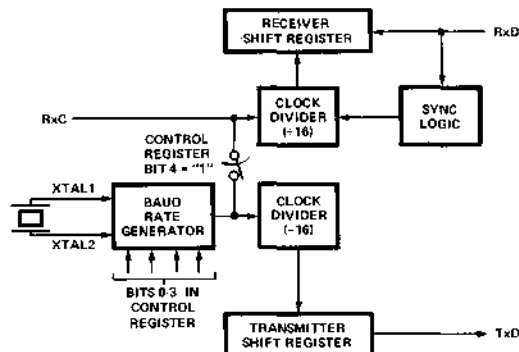 RECEIVER
SHIFT REGISTER
RxD
RxC
CLOCK
DIVIDER
(÷16)
SYNC
LOGIC
CONTROL
REGISTER
BIT 4 = "1"
XTAL1
XTAL2
BAUD
RATE
GENERATOR
CLOCK
DIVIDER
(÷16)
BITS 0-3 IN
CONTROL
REGISTER
TRANSMITTER
SHIFT REGISTER
TxD